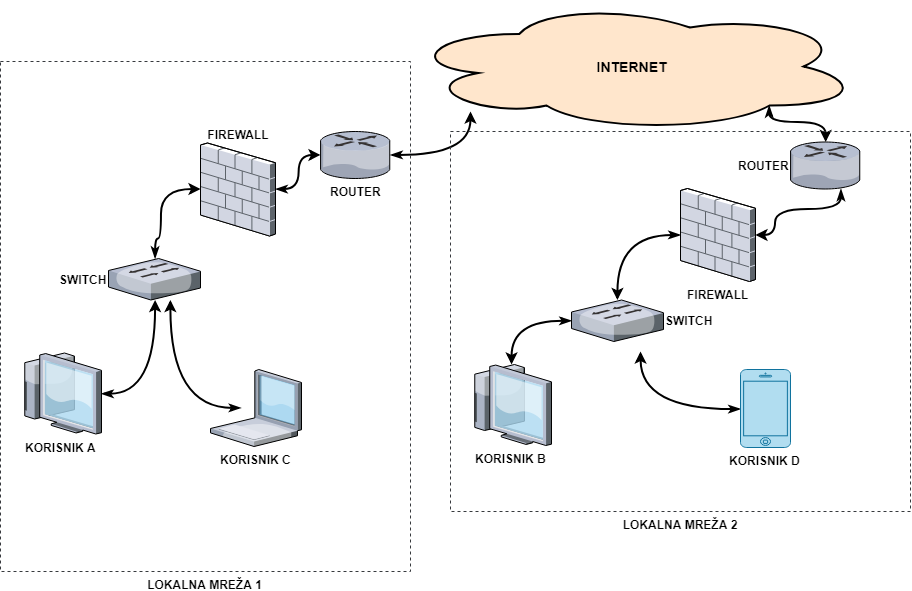 INTERNET
FIREWALL
ROUTER
SWITCH
KORISNIK A
KORISNIK C
LOKALNA MREŽA 1
ROUTER
FIREWALL
SWITCH
KORISNIK B
KORISNIK D
LOKALNA MREŽA 2